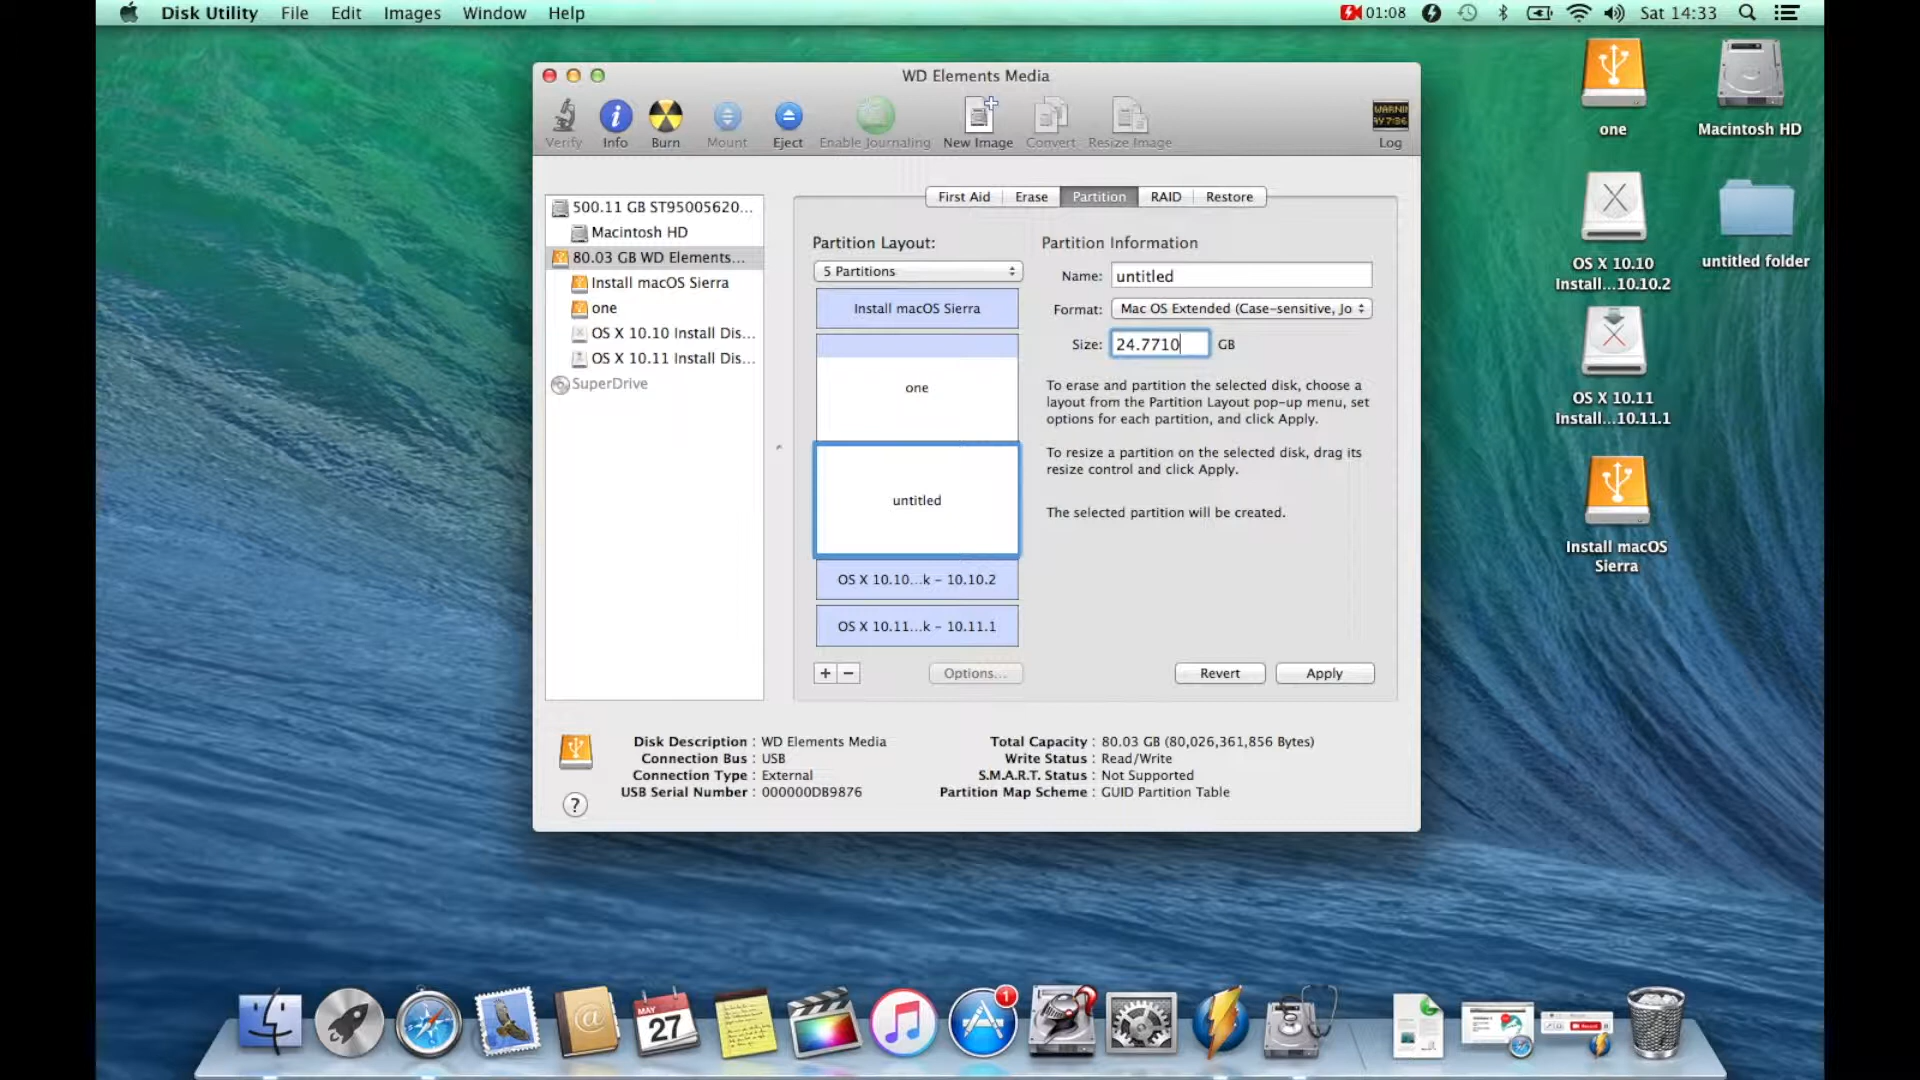 Disk Utility File Edit Images Window Help 01:08 Sat 14:33
WD Elements Media
Verify Info Burn Mount Eject Enable Journaling New Image Convert Resize Image Log
WARNIN
AY 7:36
500.11 GB ST95005620...
Macintosh HD
80.03 GB WD Elements...
Install macOS Sierra
one
OS X 10.10 Install Dis...
OS X 10.11 Install Dis...
SuperDrive
First Aid Erase Partition RAID Restore
Partition Layout:
5 Partitions
Install macOS Sierra
one
untitled
OS X 10.10...k – 10.10.2
OS X 10.11...k – 10.11.1
+ −
Options...
Partition Information
Name: untitled
Format: Mac OS Extended (Case-sensitive, Jo
Size: 24.7710 GB
To erase and partition the selected disk, choose a
layout from the Partition Layout pop-up menu, set
options for each partition, and click Apply.
To resize a partition on the selected disk, drag its
resize control and click Apply.
The selected partition will be created.
Revert Apply
Disk Description : WD Elements Media
Connection Bus : USB
Connection Type : External
USB Serial Number : 000000DB9876
Total Capacity : 80.03 GB (80,026,361,856 Bytes)
Write Status : Read/Write
S.M.A.R.T. Status : Not Supported
Partition Map Scheme : GUID Partition Table
?
one
Macintosh HD
OS X 10.10
Install...10.10.2
untitled folder
OS X 10.11
Install...10.11.1
Install macOS
Sierra
MAY
27
1